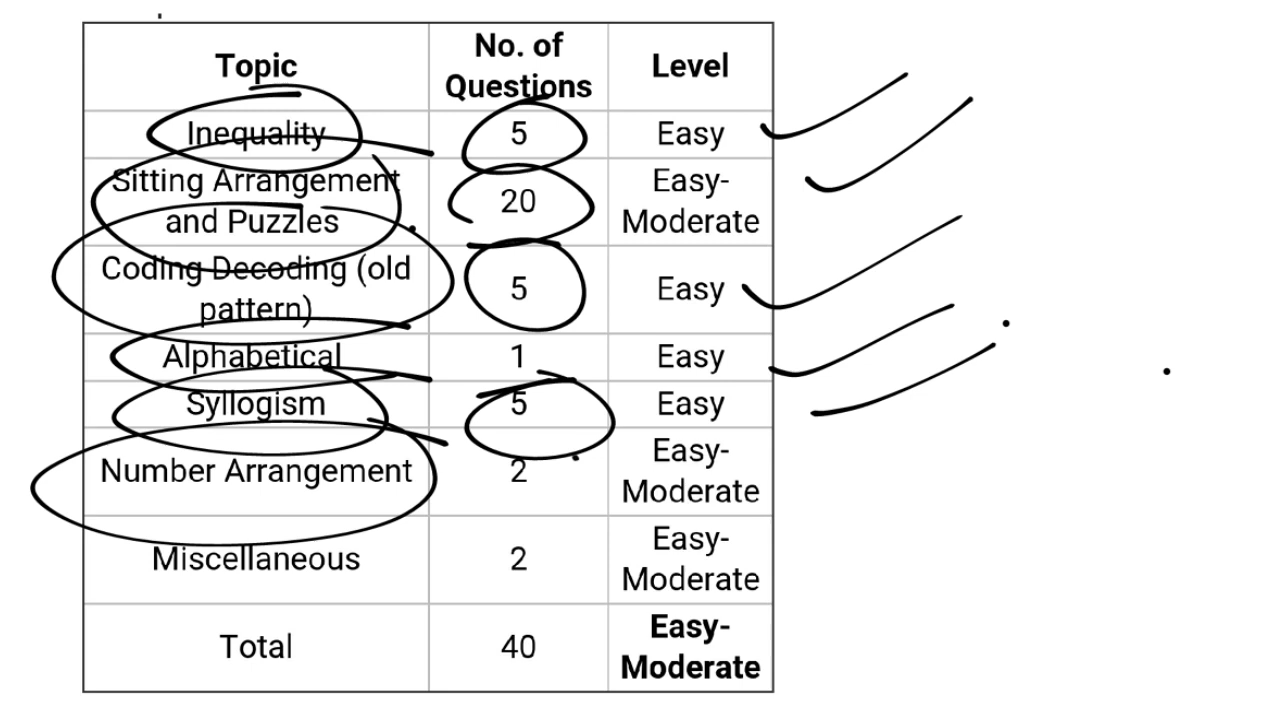 Topic
No. of
Questions
Level
Inequality
5
Easy
Sitting Arrangement
and Puzzles
20
Easy-
Moderate
Coding Decoding (old
pattern)
5
Easy
Alphabetical
1
Easy
Syllogism
5
Easy
Number Arrangement
2
Easy-
Moderate
Miscellaneous
2
Easy-
Moderate
Total
40
Easy-
Moderate